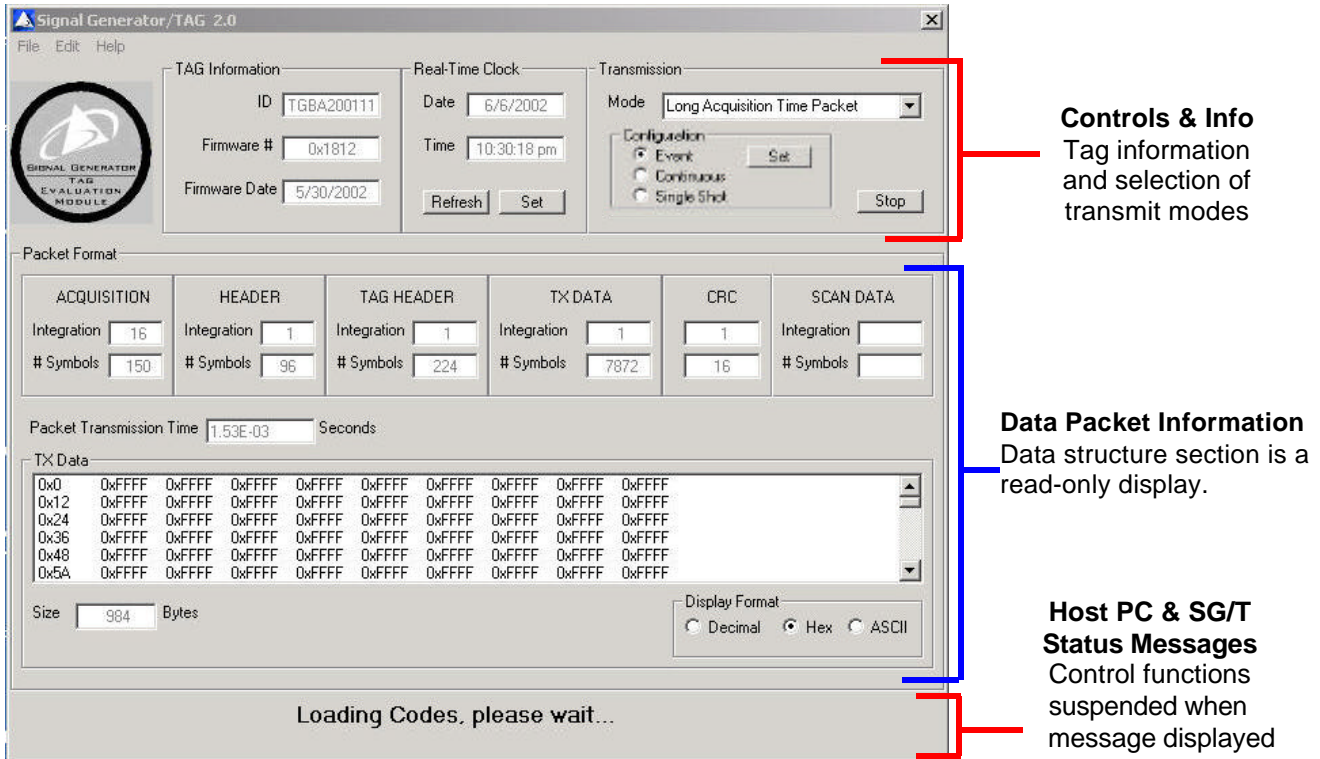 Signal Generator/TAG 2.0
File Edit Help
SIGNAL GENERATOR
TAG
EVALUATION
MODULE
TAG Information
ID TGBA200111
Firmware # 0x1812
Firmware Date 5/30/2002
Real-Time Clock
Date 6/6/2002
Time 10:30:18 pm
Refresh Set
Transmission
Mode Long Acquisition Time Packet
Configuration
Event Set
Continuous
Single Shot
Stop
Controls & Info
Tag information
and selection of
transmit modes
Packet Format
ACQUISITION HEADER TAG HEADER TX DATA CRC SCAN DATA
Integration 16 Integration 1 Integration 1 Integration 1 1 Integration
# Symbols 150 # Symbols 96 # Symbols 224 # Symbols 7872 16 # Symbols
Packet Transmission Time 1.53E-03 Seconds
TX Data
0x0 0xFFFF 0xFFFF 0xFFFF 0xFFFF 0xFFFF 0xFFFF 0xFFFF 0xFFFF 0xFFFF
0x12 0xFFFF 0xFFFF 0xFFFF 0xFFFF 0xFFFF 0xFFFF 0xFFFF 0xFFFF 0xFFFF
0x24 0xFFFF 0xFFFF 0xFFFF 0xFFFF 0xFFFF 0xFFFF 0xFFFF 0xFFFF 0xFFFF
0x36 0xFFFF 0xFFFF 0xFFFF 0xFFFF 0xFFFF 0xFFFF 0xFFFF 0xFFFF 0xFFFF
0x48 0xFFFF 0xFFFF 0xFFFF 0xFFFF 0xFFFF 0xFFFF 0xFFFF 0xFFFF 0xFFFF
0x5A 0xFFFF 0xFFFF 0xFFFF 0xFFFF 0xFFFF 0xFFFF 0xFFFF 0xFFFF 0xFFFF
Size 984 Bytes
Display Format
Decimal Hex ASCII
Data Packet Information
Data structure section is a
read-only display.
Loading Codes, please wait...
Host PC & SG/T
Status Messages
Control functions
suspended when
message displayed